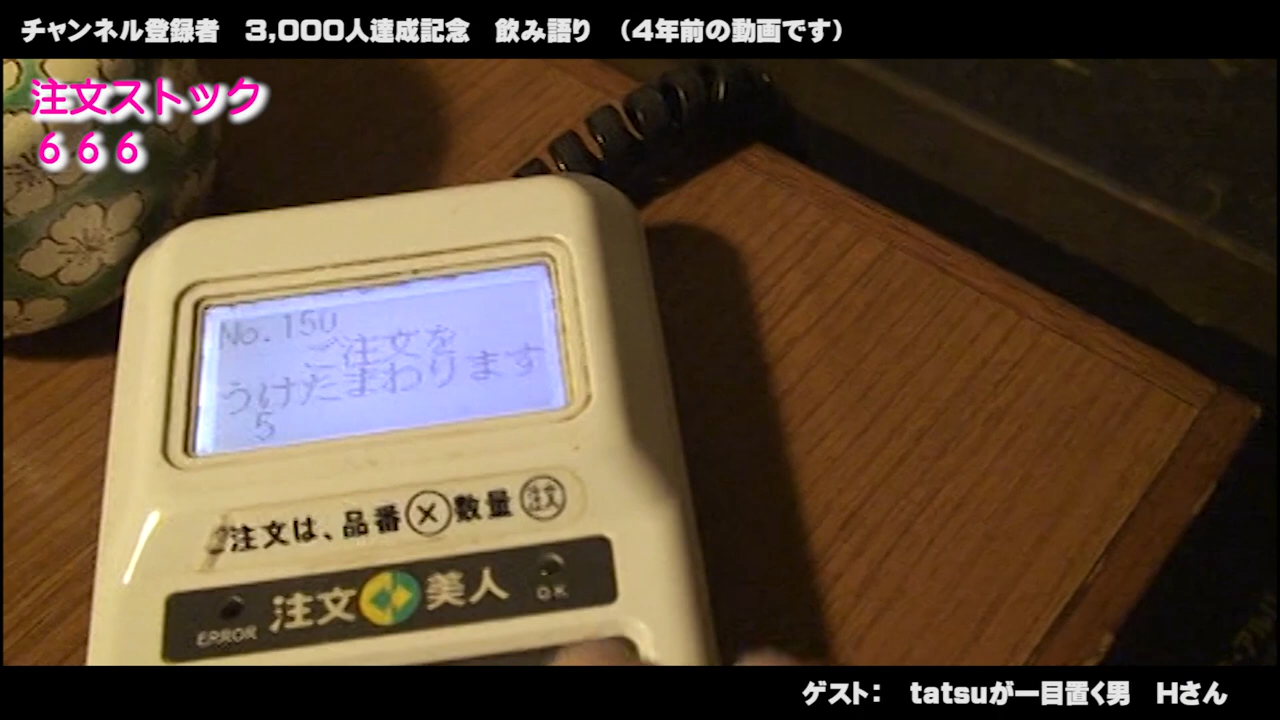 チャンネル登録者　3,000人達成記念　飲み語り　（4年前の動画です）
注文ストック
６６６
No.150
ご注文を
うけたまわります
5
ご注文は、品番×数量注文
ERROR 注文美人 OK
ゲスト：　tatsuが一目置く男　Hさん